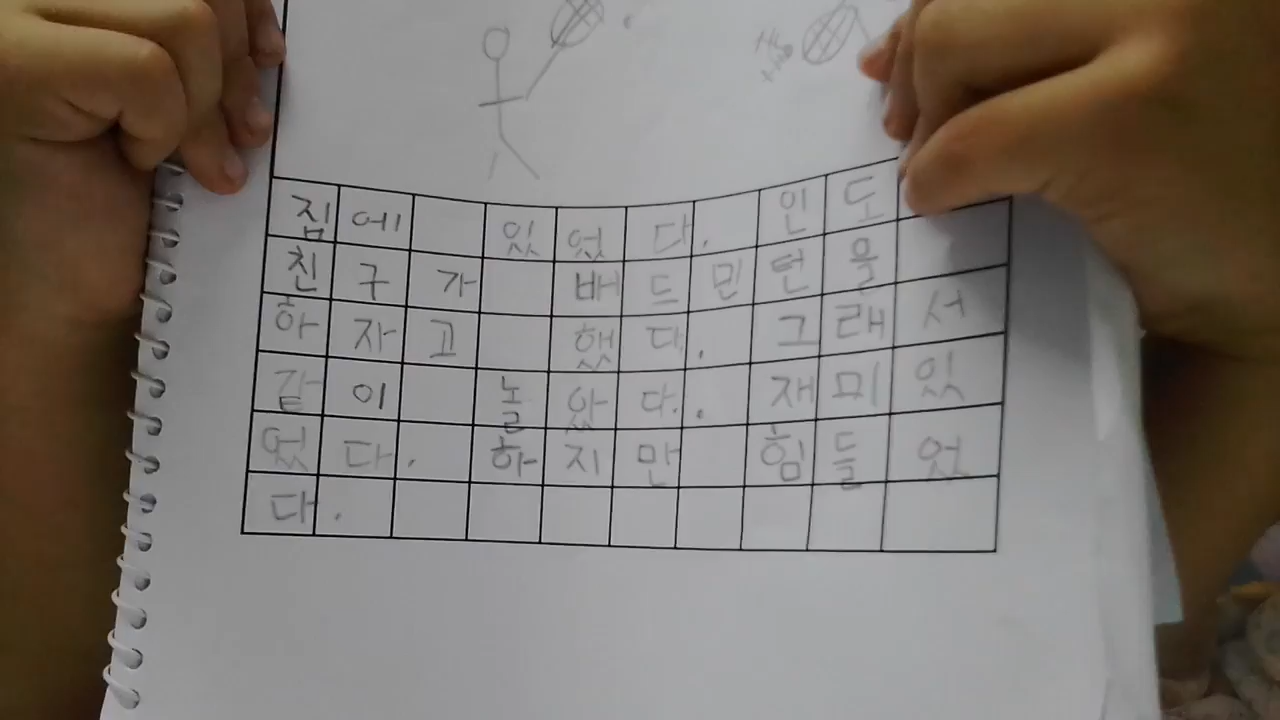 집에 있었다. 인도
친구가 배드민턴을
하자고 했다. 그래서
같이 놀았다. 재미있
었다. 하지만 힘들었
다.